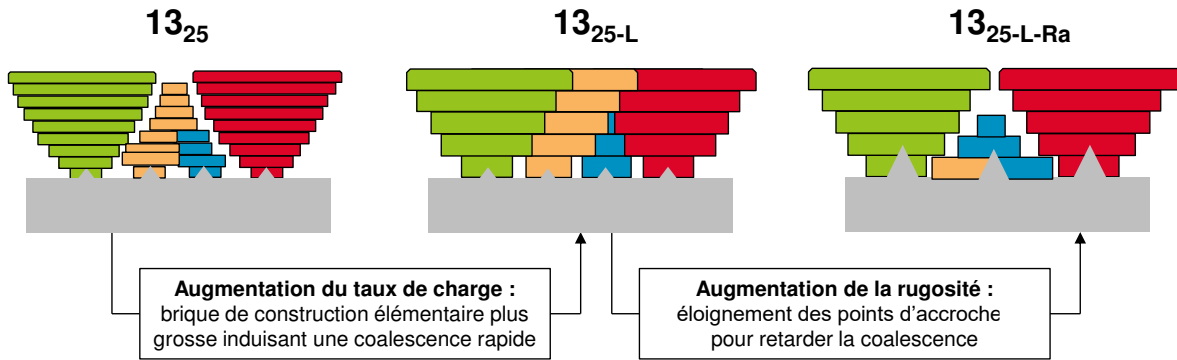 13₂₅
13₂₅₋L
13₂₅₋L₋Ra
Augmentation du taux de charge :
brique de construction élémentaire plus
grosse induisant une coalescence rapide
Augmentation de la rugosité :
éloignement des points d’accroche
pour retarder la coalescence